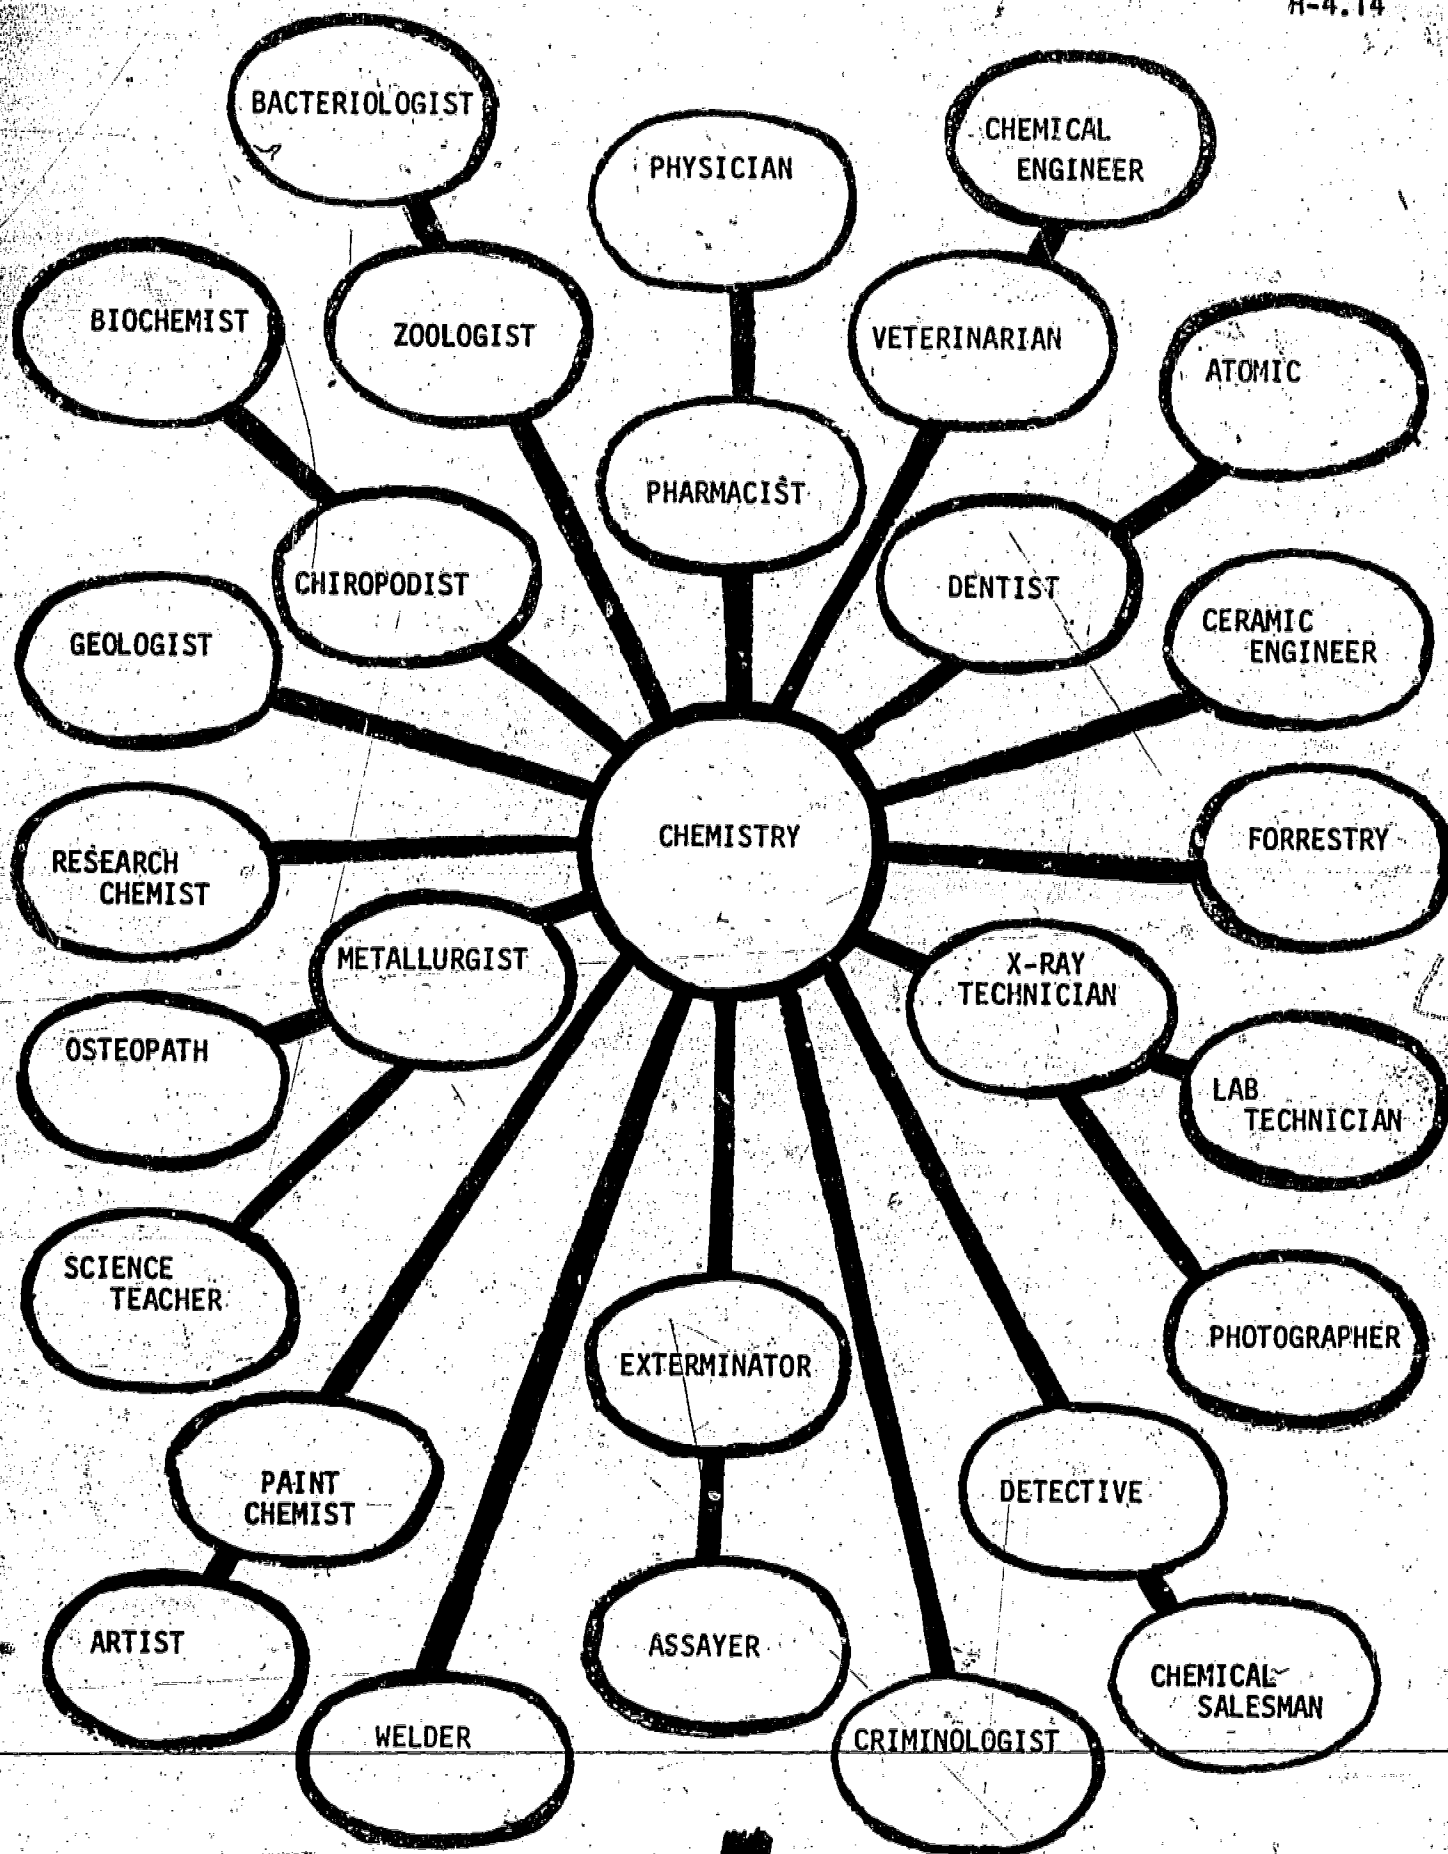 H-4.14
BACTERIOLOGIST
CHEMICAL
ENGINEER
PHYSICIAN
BIOCHEMIST
ZOOLOGIST
VETERINARIAN
ATOMIC
PHARMACIST
CHIROPODIST
DENTIST
GEOLOGIST
CERAMIC
ENGINEER
CHEMISTRY
FORRESTRY
RESEARCH
CHEMIST
METALLURGIST
X-RAY
TECHNICIAN
OSTEOPATH
LAB
TECHNICIAN
SCIENCE
TEACHER
PHOTOGRAPHER
EXTERMINATOR
PAINT
CHEMIST
DETECTIVE
ARTIST
ASSAYER
CHEMICAL
SALESMAN
WELDER
CRIMINOLOGIST